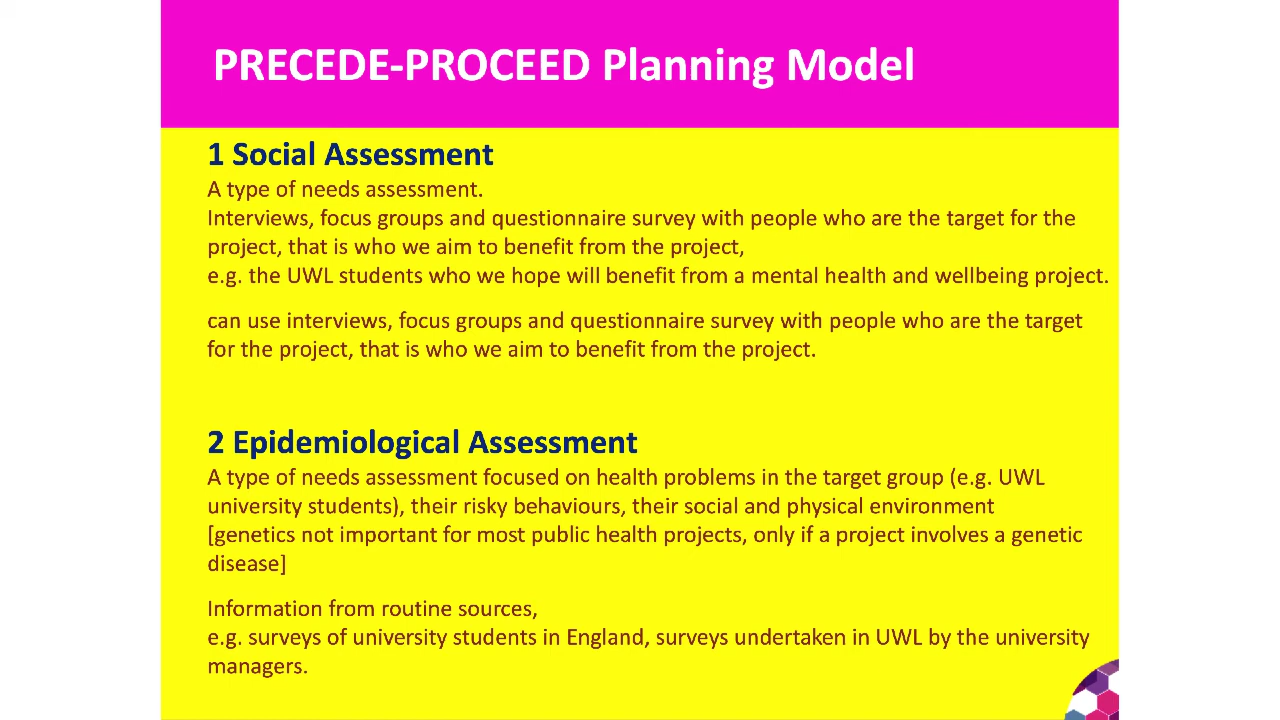 PRECEDE-PROCEED Planning Model
1 Social Assessment
A type of needs assessment.
Interviews, focus groups and questionnaire survey with people who are the target for the
project, that is who we aim to benefit from the project,
e.g. the UWL students who we hope will benefit from a mental health and wellbeing project.
can use interviews, focus groups and questionnaire survey with people who are the target
for the project, that is who we aim to benefit from the project.
2 Epidemiological Assessment
A type of needs assessment focused on health problems in the target group (e.g. UWL
university students), their risky behaviours, their social and physical environment
[genetics not important for most public health projects, only if a project involves a genetic
disease]
Information from routine sources,
e.g. surveys of university students in England, surveys undertaken in UWL by the university
managers.